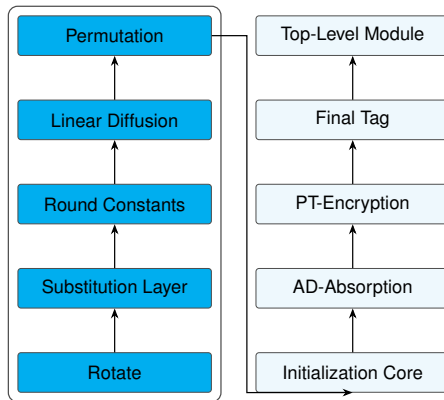 Permutation
Linear Diffusion
Round Constants
Substitution Layer
Rotate
Top-Level Module
Final Tag
PT-Encryption
AD-Absorption
Initialization Core